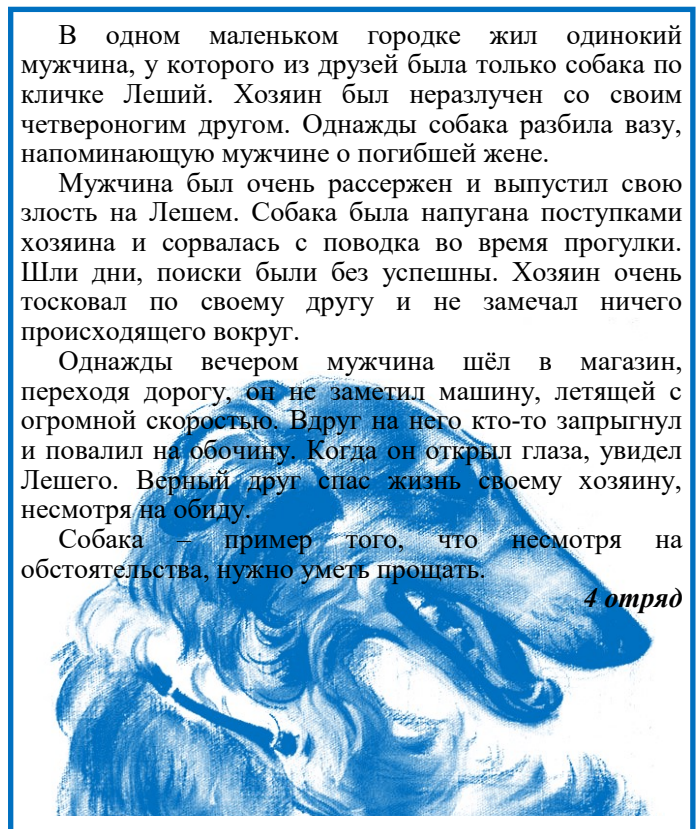 В одном маленьком городке жил одинокий
мужчина, у которого из друзей была только собака по
кличке Леший. Хозяин был неразлучен со своим
четвероногим другом. Однажды собака разбила вазу,
напоминающую мужчине о погибшей жене.
Мужчина был очень рассержен и выпустил свою
злость на Лешем. Собака была напугана поступками
хозяина и сорвалась с поводка во время прогулки.
Шли дни, поиски были без успешны. Хозяин очень
тосковал по своему другу и не замечал ничего
происходящего вокруг.
Однажды вечером мужчина шёл в магазин,
переходя дорогу, он не заметил машину, летящей с
огромной скоростью. Вдруг на него кто-то запрыгнул
и повалил на обочину. Когда он открыл глаза, увидел
Лешего. Верный друг спас жизнь своему хозяину,
несмотря на обиду.
Собака – пример того, что несмотря на
обстоятельства, нужно уметь прощать.
4 отряд